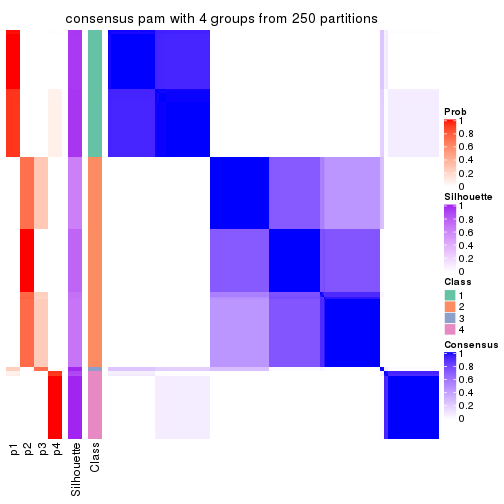 consensus pam with 4 groups from 250 partitions
Prob
1
0.8
0.6
0.4
0.2
0
Silhouette
1
0.8
0.6
0.4
0.2
0
Class
1
2
3
4
Consensus
1
0.8
0.6
0.4
0.2
0
p1
p2
p3
p4
Silhouette
Class